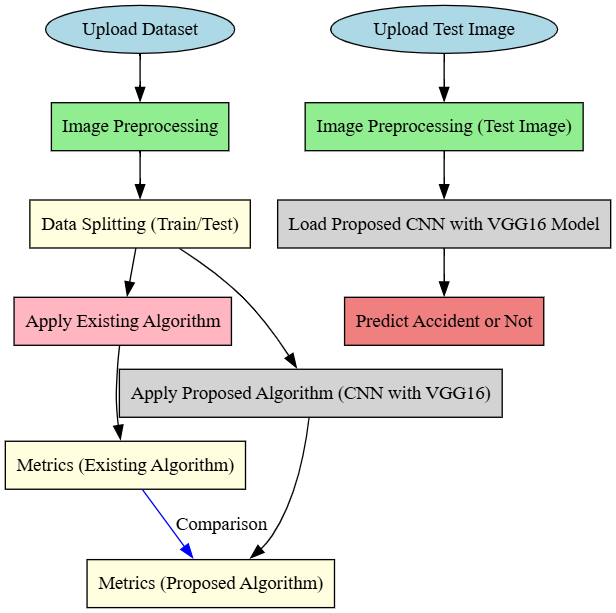 Upload Dataset
Upload Test Image
Image Preprocessing
Image Preprocessing (Test Image)
Data Splitting (Train/Test)
Load Proposed CNN with VGG16 Model
Apply Existing Algorithm
Predict Accident or Not
Apply Proposed Algorithm (CNN with VGG16)
Metrics (Existing Algorithm)
Comparison
Metrics (Proposed Algorithm)